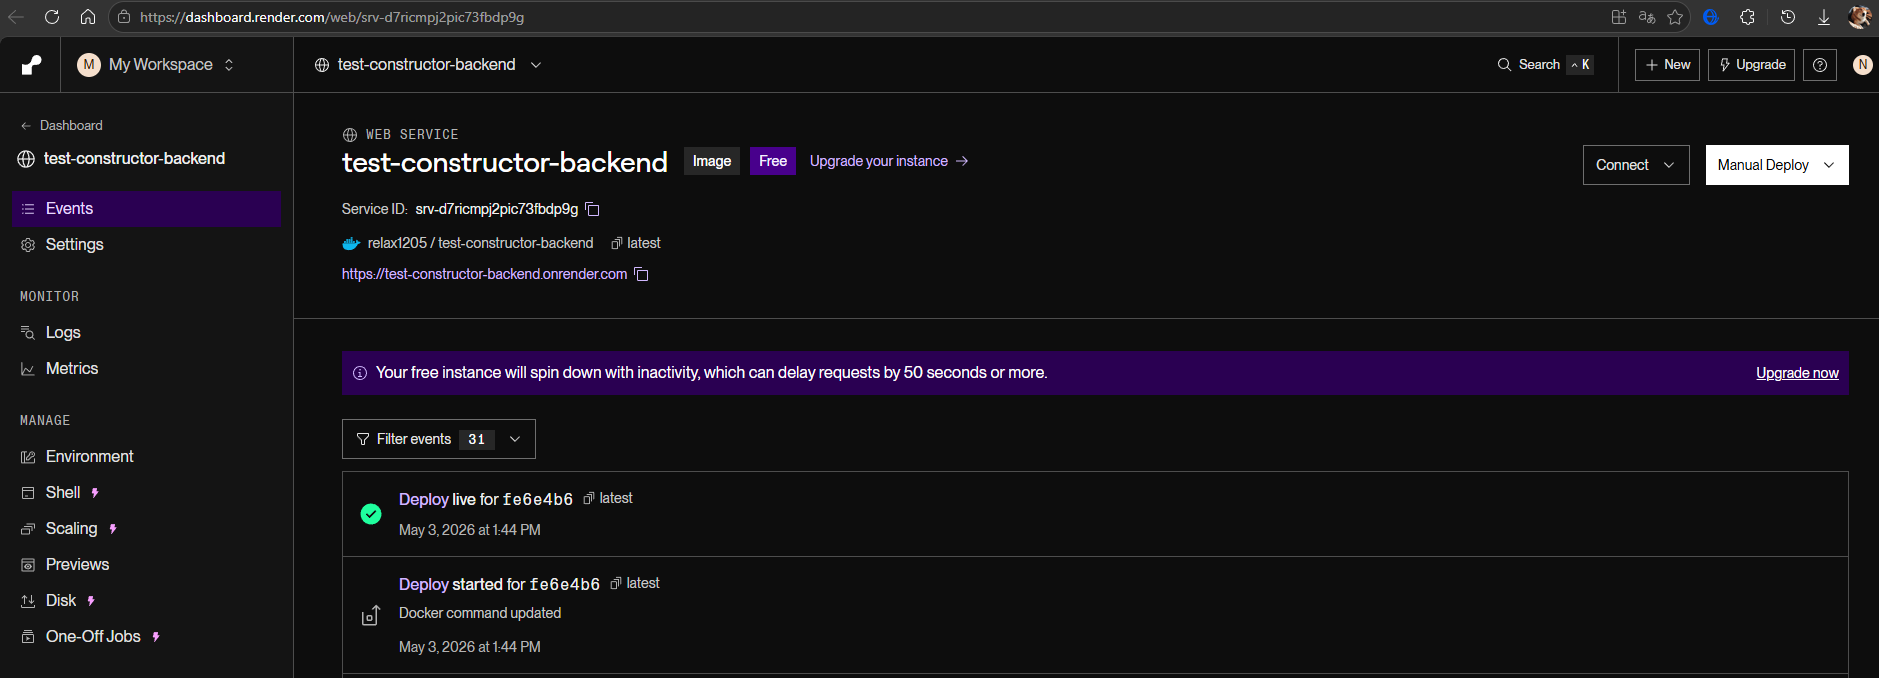 https://dashboard.render.com/web/srv-d7ricmpj2pic73fbdp9g
M My Workspace
test-constructor-backend
Search ^ K
+ New
Upgrade
N
← Dashboard
test-constructor-backend
Events
Settings
MONITOR
Logs
Metrics
MANAGE
Environment
Shell
Scaling
Previews
Disk
One-Off Jobs
WEB SERVICE
test-constructor-backend Image Free Upgrade your instance →
Connect
Manual Deploy
Service ID: srv-d7ricmpj2pic73fbdp9g
relax1205 / test-constructor-backend latest
https://test-constructor-backend.onrender.com
Your free instance will spin down with inactivity, which can delay requests by 50 seconds or more.
Upgrade now
Filter events 31
Deploy live for fe6e4b6 latest
May 3, 2026 at 1:44 PM
Deploy started for fe6e4b6 latest
Docker command updated
May 3, 2026 at 1:44 PM